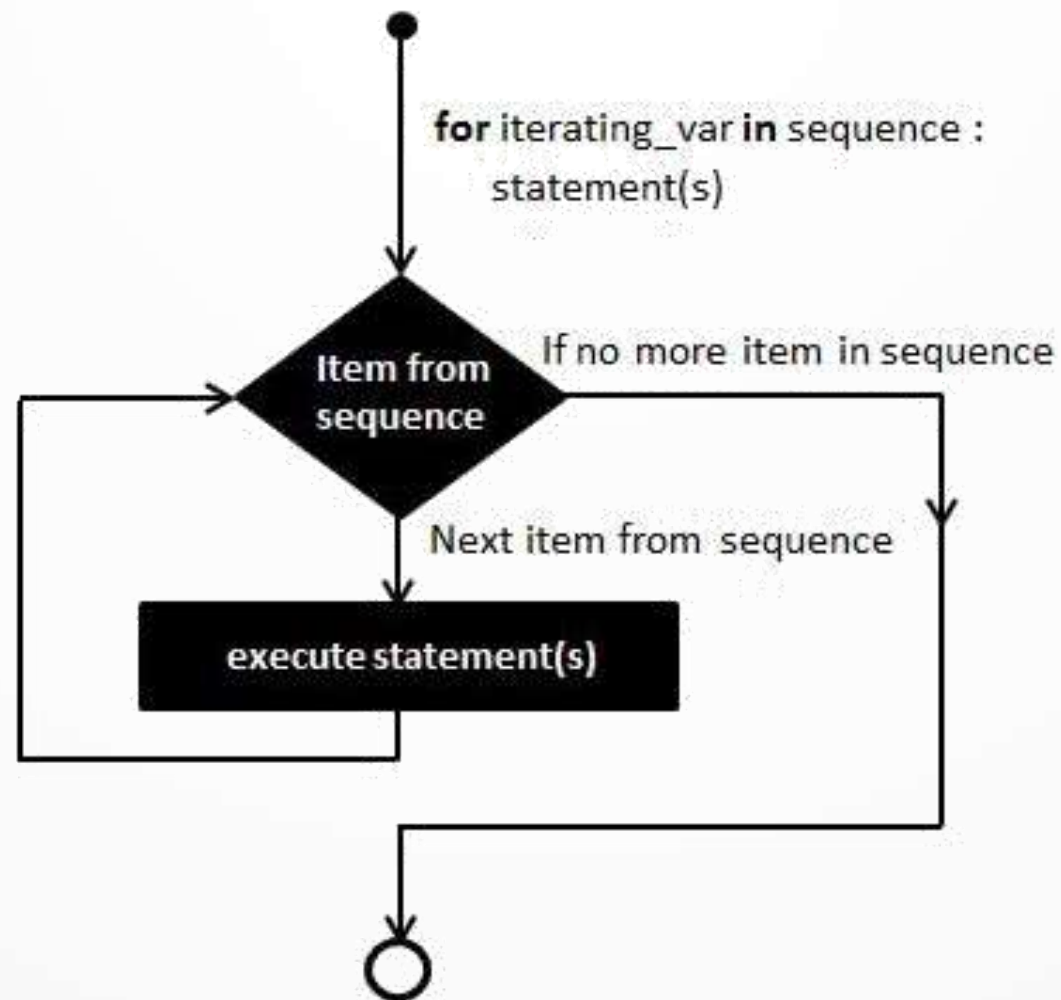 for iterating_var in sequence :
statement(s)
If no more item in sequence
Item from
sequence
Next item from sequence
execute statement(s)